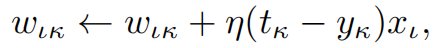 w_{ικ} ← w_{ικ} + η(t_κ − y_κ)x_ι,